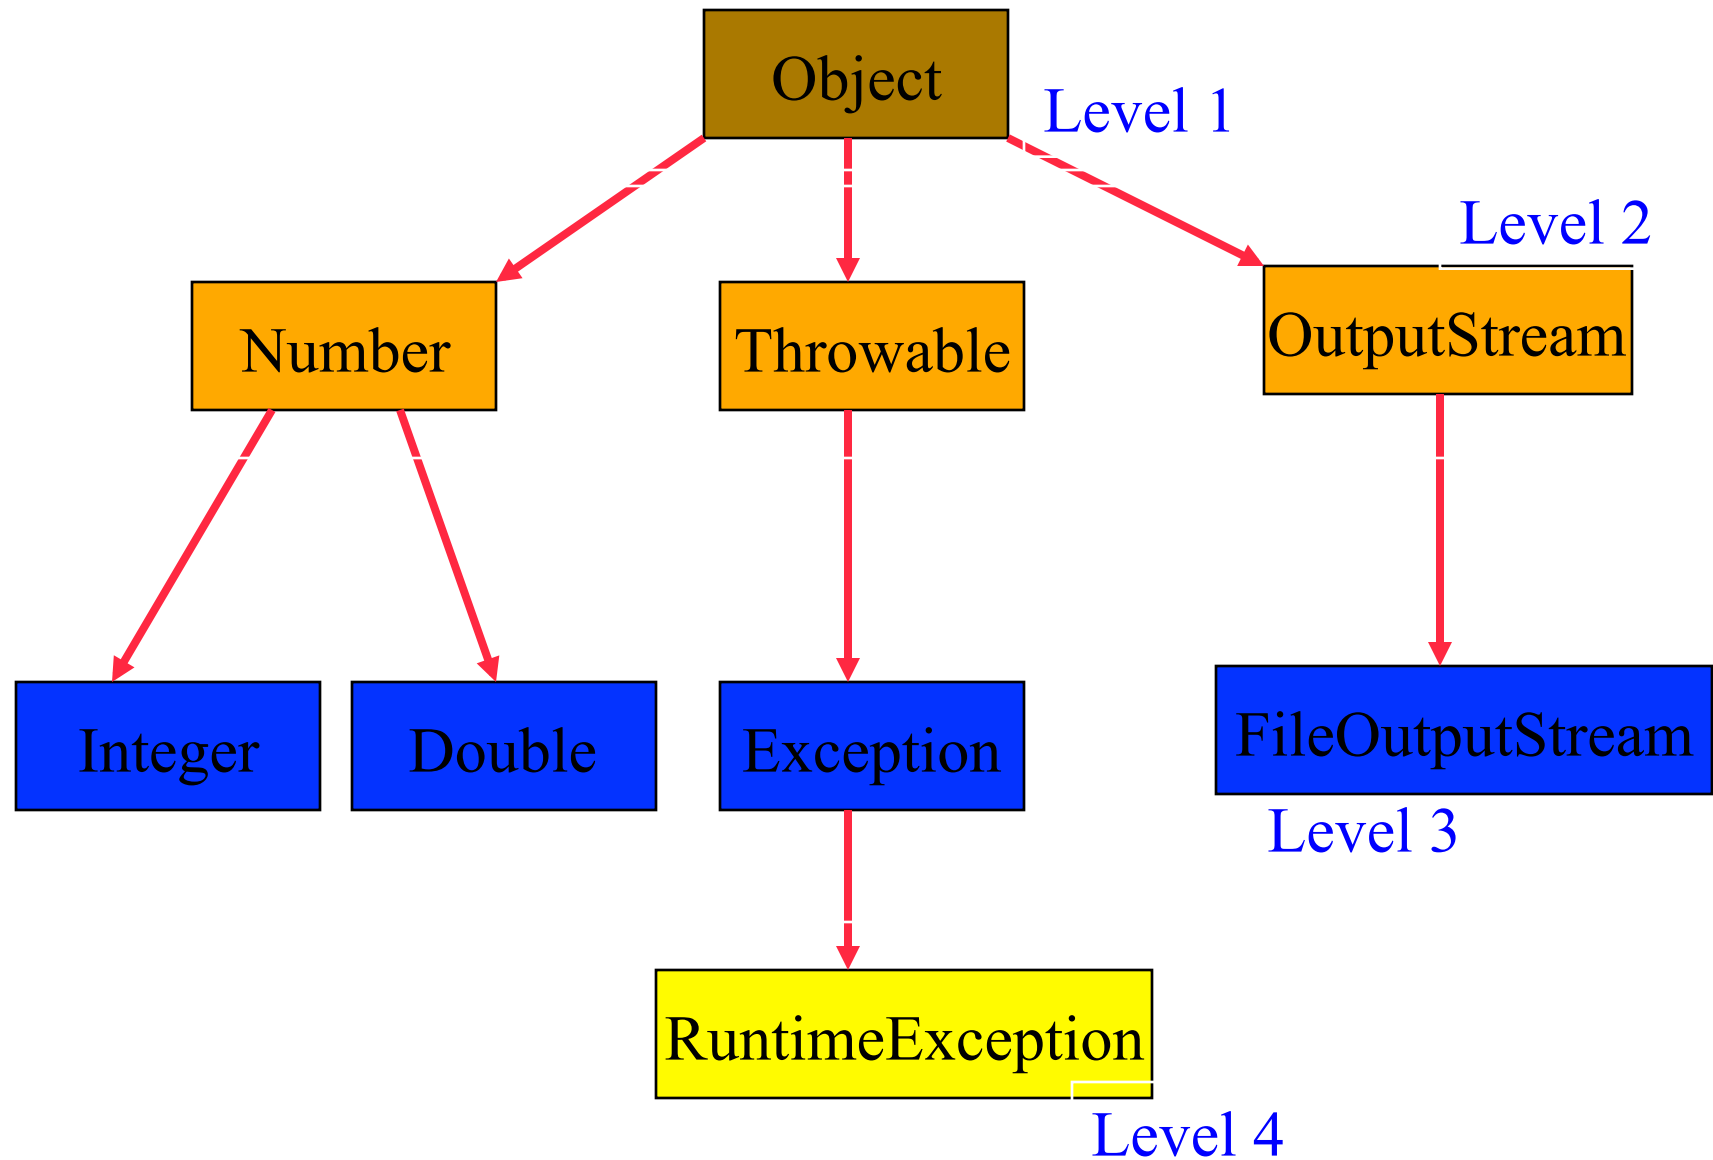 Object
Level 1
Level 2
Number
Throwable
OutputStream
Integer
Double
Exception
FileOutputStream
Level 3
RuntimeException
Level 4